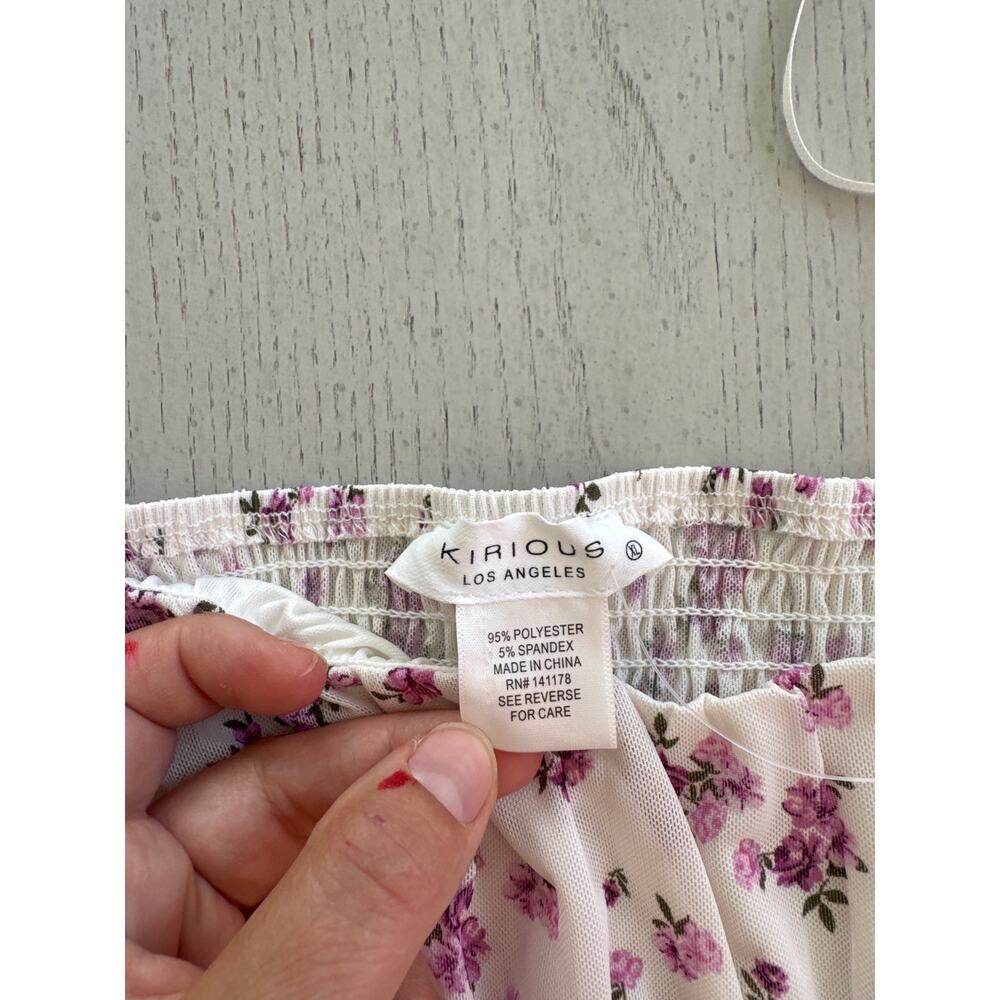 KIRIOUS XL
LOS ANGELES
95% POLYESTER
5% SPANDEX
MADE IN CHINA
RN# 141178
SEE REVERSE
FOR CARE